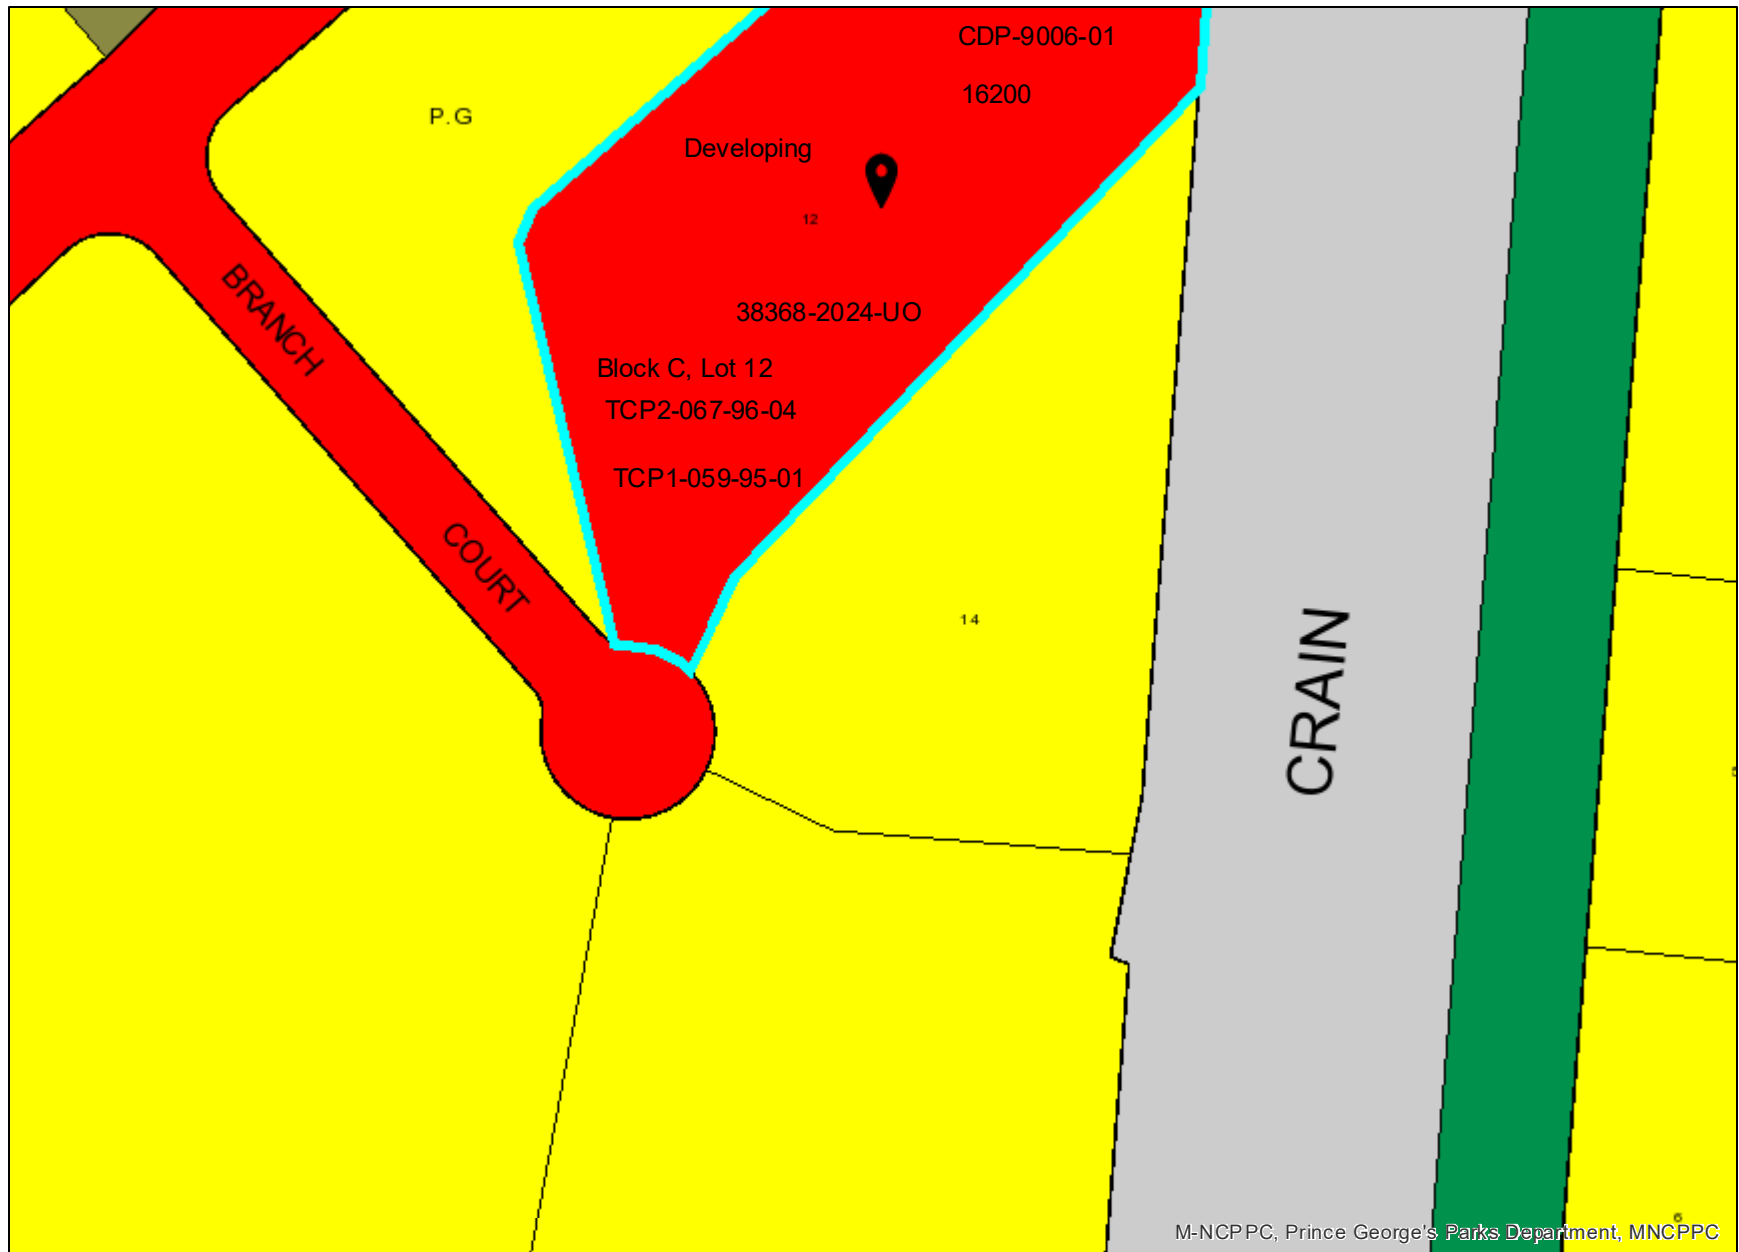 CDP-9006-01
16200
P.G
Developing
12
38368-2024-UO
BRANCH
Block C, Lot 12
TCP2-067-96-04
TCP1-059-95-01
COURT
14
CRAIN
6
M-NCPPC, Prince George's Parks Department, MNCPPC